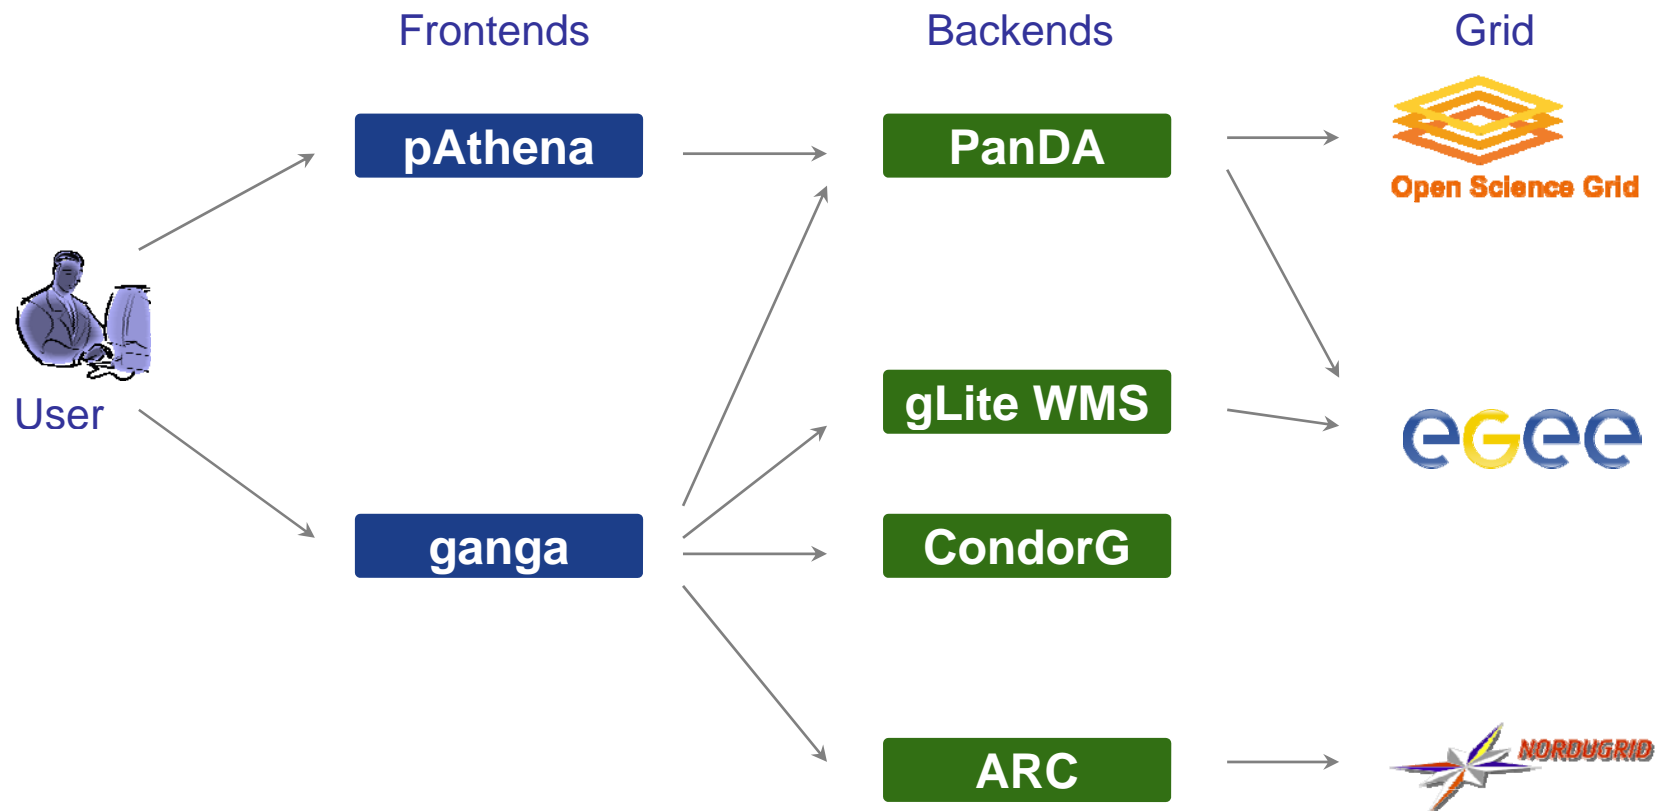 Frontends
Backends
Grid
pAthena
PanDA
Open Science Grid
User
gLite WMS
eGee
ganga
CondorG
ARC
NORDUGRID